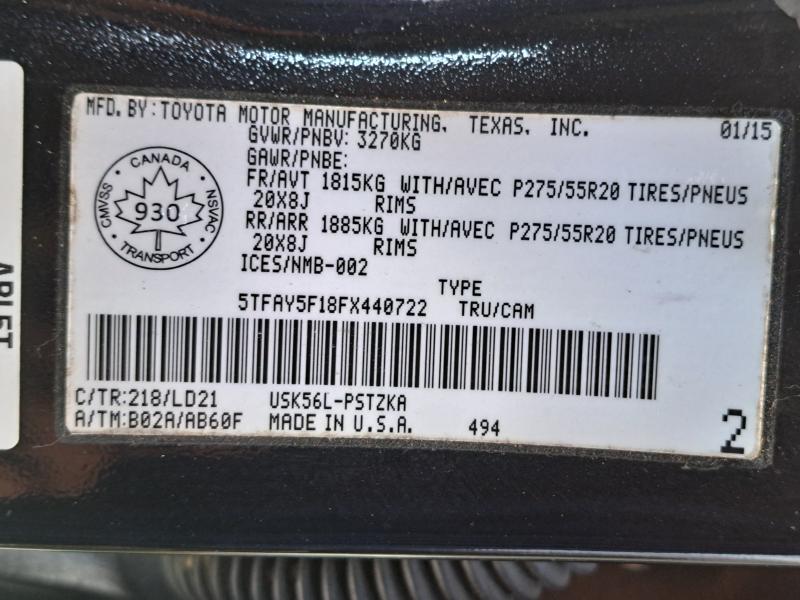 MFD. BY: TOYOTA MOTOR MANUFACTURING, TEXAS, INC. 01/15
GVWR/PNBV: 3270KG
GAWR/PNBE:
FR/AVT 1815KG WITH/AVEC P275/55R20 TIRES/PNEUS
20X8J RIMS
RR/ARR 1885KG WITH/AVEC P275/55R20 TIRES/PNEUS
20X8J RIMS
ICES/NMB-002
CANADA
CMVSS
930
NSVAC
TRANSPORT
TYPE
5TFAY5F18FX440722 TRU/CAM
C/TR:218/LD21 USK56L-PSTZKA
A/TM:B02A/AB60F MADE IN U.S.A. 494
2